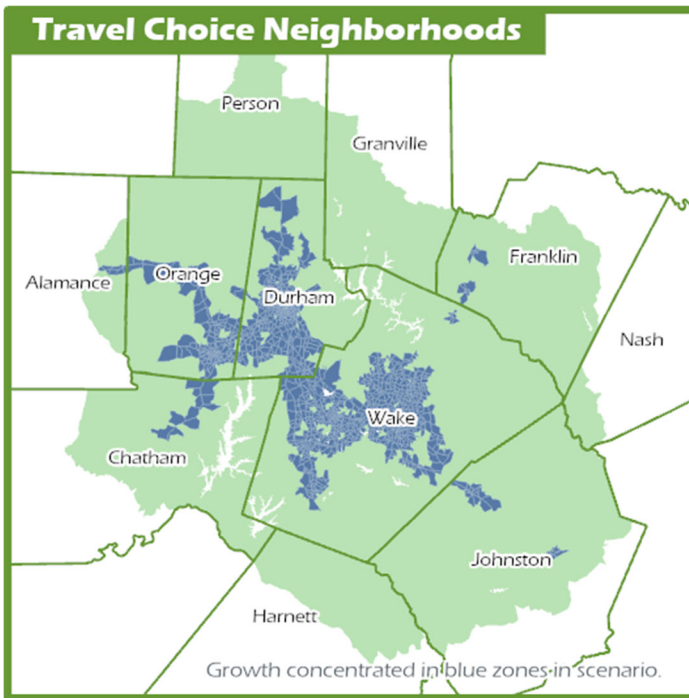 Travel Choice Neighborhoods
Person
Granville
Franklin
Orange
Alamance
Durham
Nash
Wake
Chatham
Johnston
Harnett
Growth concentrated in blue zones in scenario.